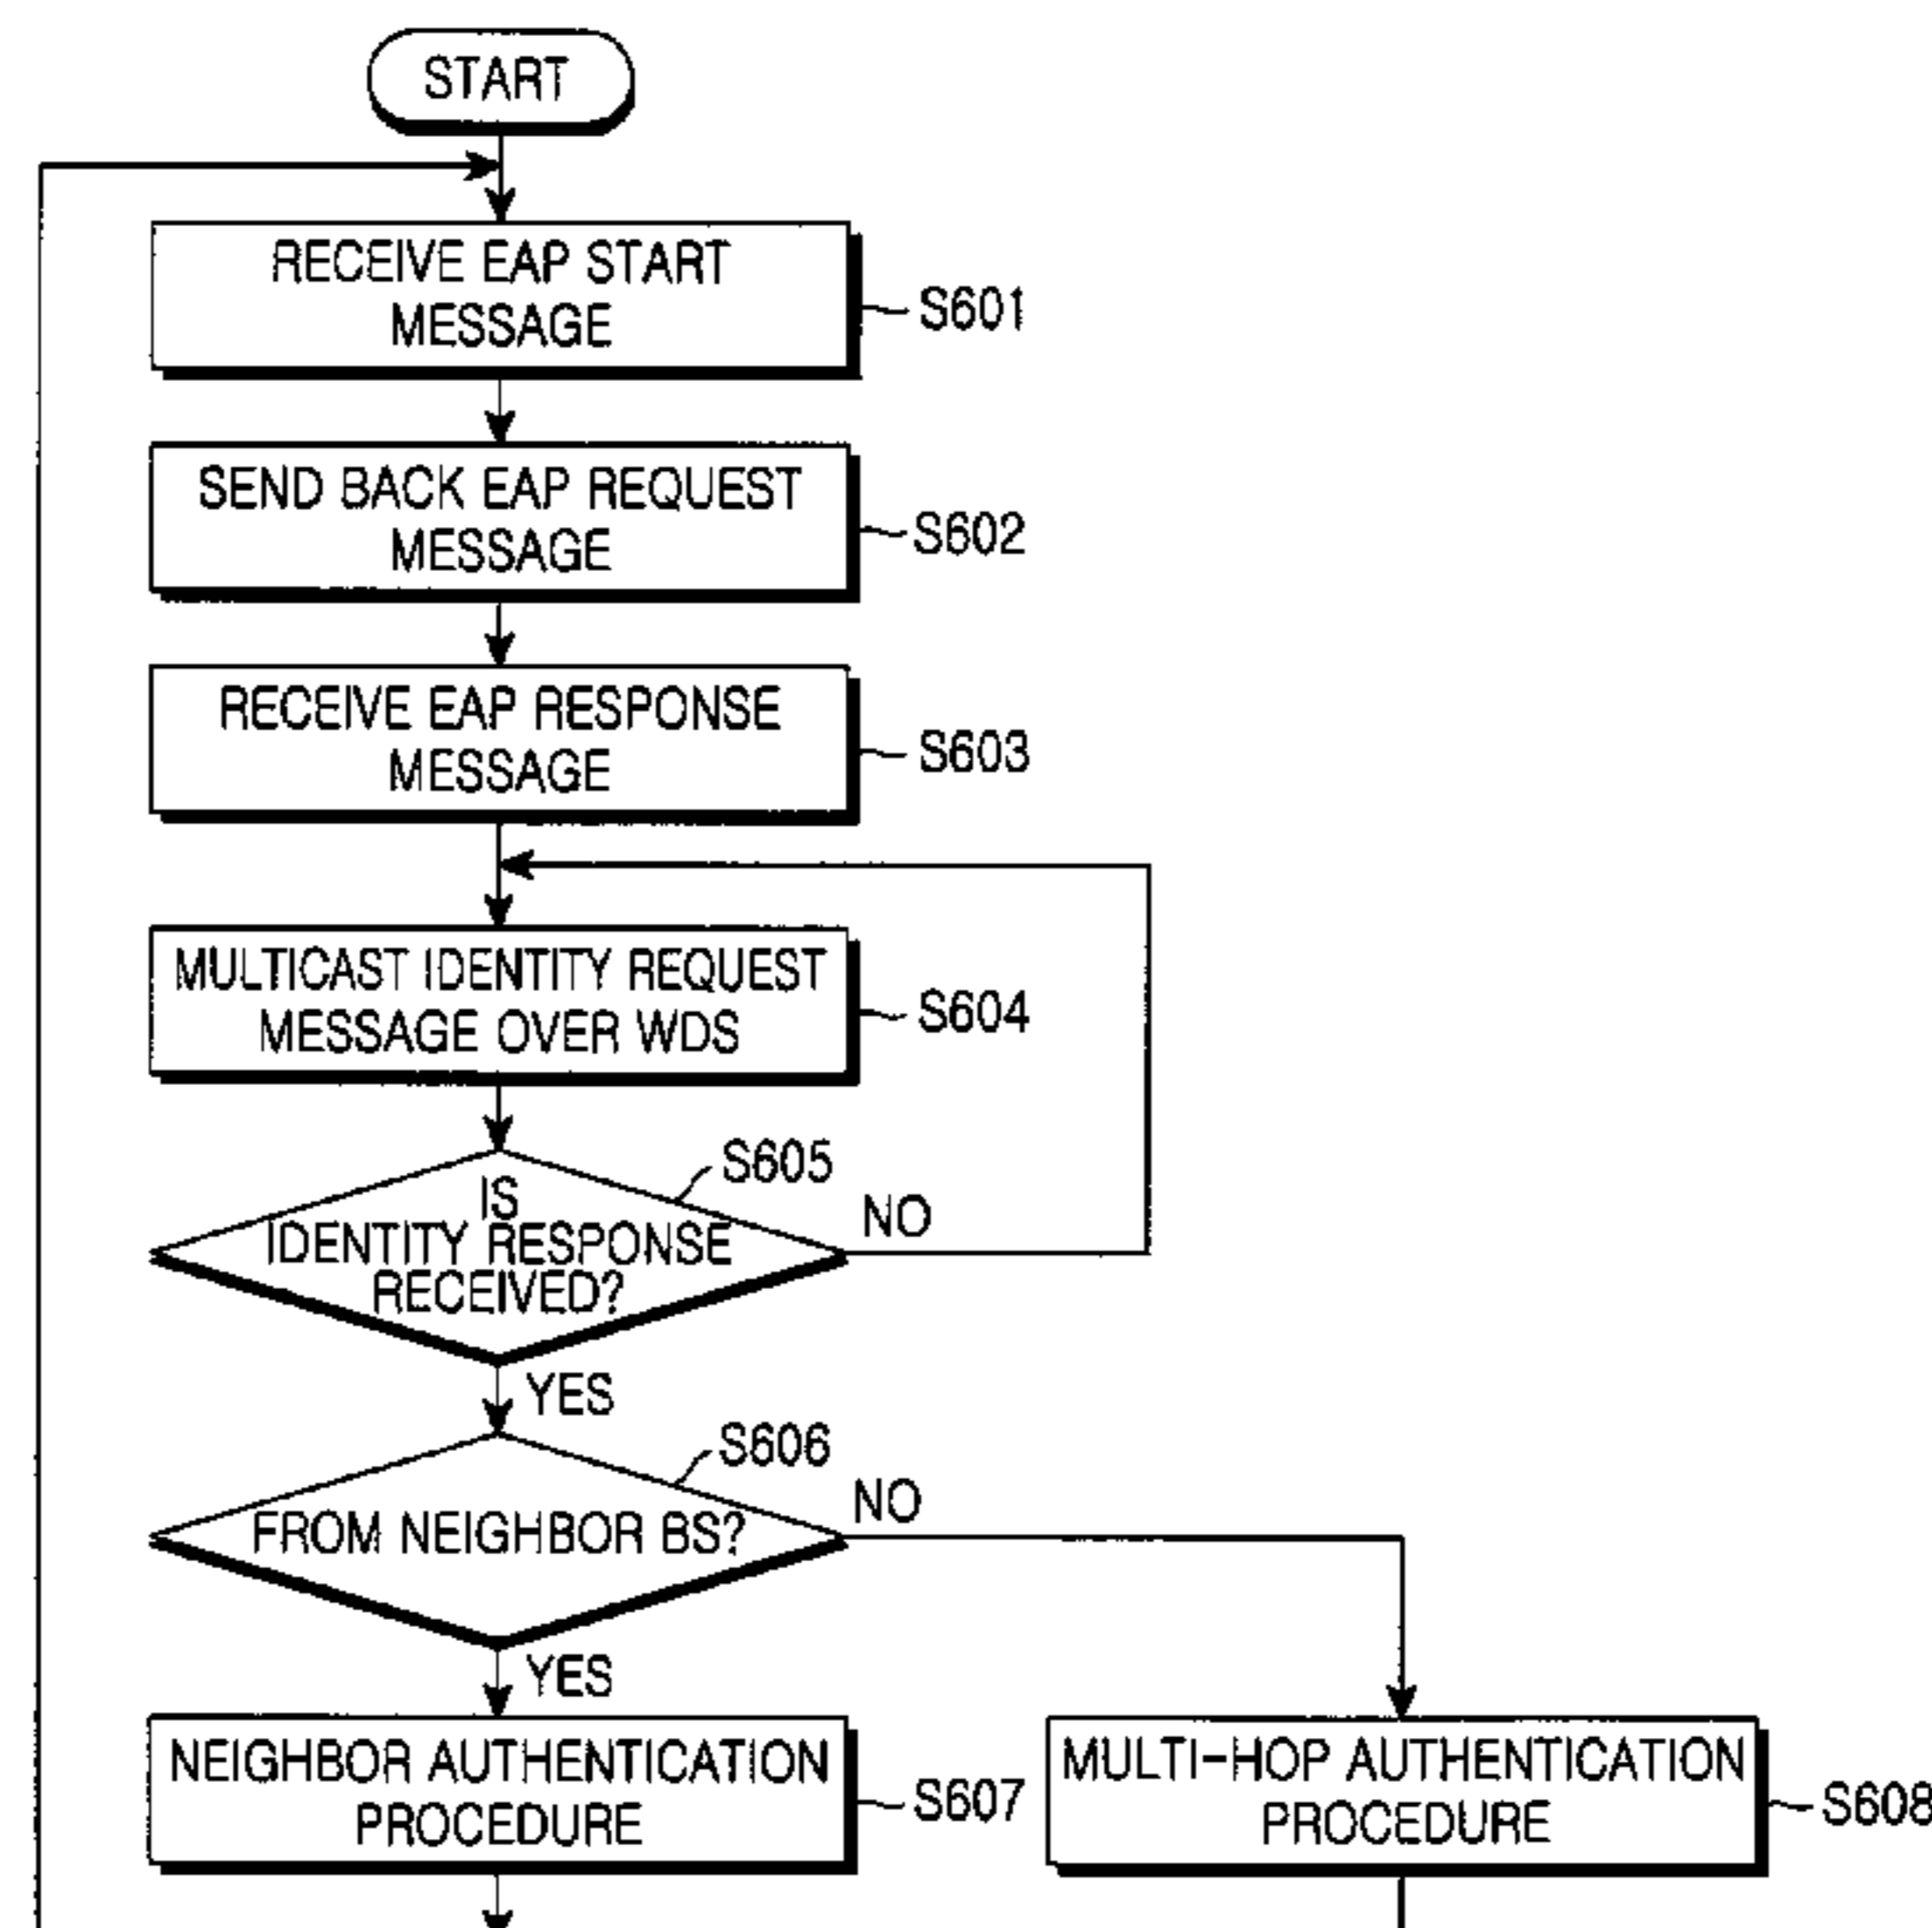 START
RECEIVE EAP START
MESSAGE
S601
SEND BACK EAP REQUEST
MESSAGE
S602
RECEIVE EAP RESPONSE
MESSAGE
S603
MULTICAST IDENTITY REQUEST
MESSAGE OVER WDS
S604
S605
IS
IDENTITY RESPONSE
RECEIVED?
NO
YES
S606
FROM NEIGHBOR BS?
NO
YES
NEIGHBOR AUTHENTICATION
PROCEDURE
S607
MULTI-HOP AUTHENTICATION
PROCEDURE
S608